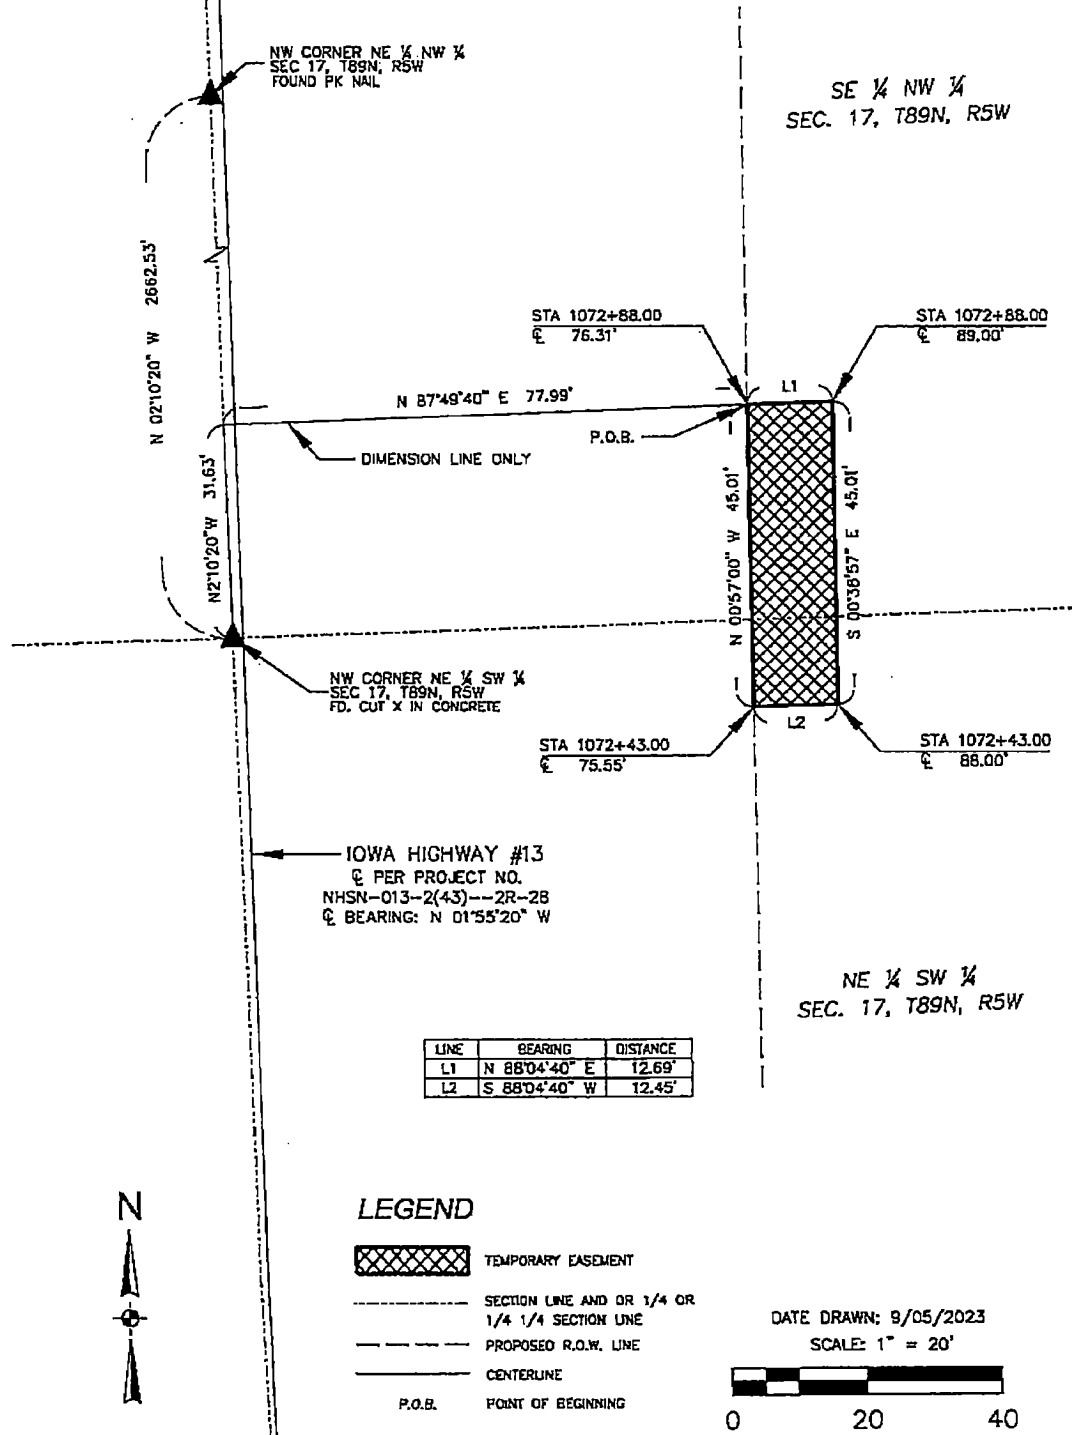 NW CORNER NE ¼ NW ¼
SEC 17, T89N, R5W
FOUND PK NAIL
SE ¼ NW ¼
SEC. 17, T89N, R5W
N 02°10'20" W 2662.53'
STA 1072+88.00
℄ 76.31'
STA 1072+88.00
℄ 89.00'
L1
N 87°49'40" E 77.99'
P.O.B.
DIMENSION LINE ONLY
N2°10'20"W 31.63'
N 00°57'00" W 45.01'
S 00°38'57" E 45.01'
NW CORNER NE ¼ SW ¼
SEC 17, T89N, R5W
FD. CUT X IN CONCRETE
L2
STA 1072+43.00
℄ 75.55'
STA 1072+43.00
℄ 88.00'
IOWA HIGHWAY #13
℄ PER PROJECT NO.
NHSN-013-2(43)--2R-28
℄ BEARING: N 01°55'20" W
NE ¼ SW ¼
SEC. 17, T89N, R5W
LINE BEARING DISTANCE
L1 N 88°04'40" E 12.69'
L2 S 88°04'40" W 12.45'
N
LEGEND
TEMPORARY EASEMENT
SECTION LINE AND OR 1/4 OR
1/4 1/4 SECTION LINE
PROPOSED R.O.W. LINE
CENTERLINE
P.O.B. POINT OF BEGINNING
DATE DRAWN: 9/05/2023
SCALE: 1" = 20'
0 20 40